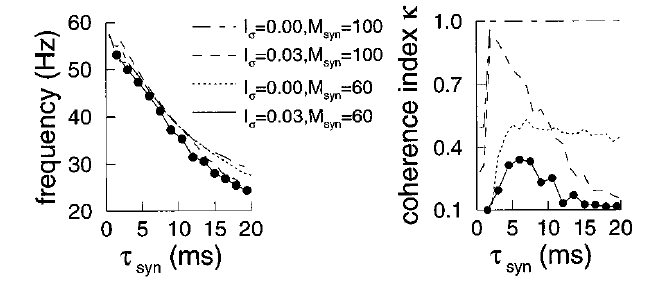 60
50
40
30
20
frequency (Hz)
0 5 10 15 20
τsyn (ms)
Iσ=0.00,Msyn=100
Iσ=0.03,Msyn=100
Iσ=0.00,Msyn=60
Iσ=0.03,Msyn=60
coherence index κ
1.0
0.7
0.4
0.1
0 5 10 15 20
τsyn (ms)